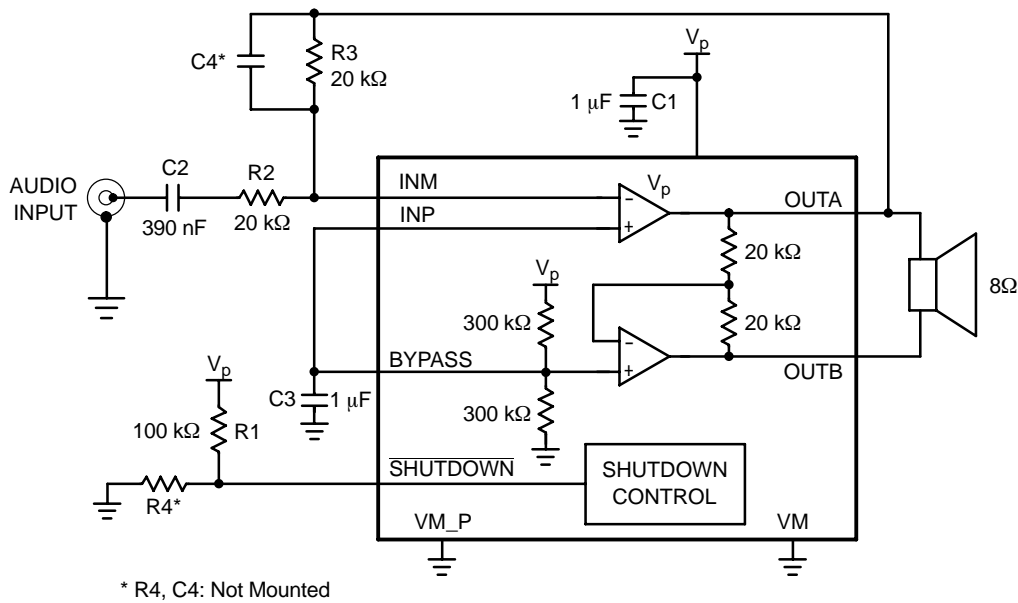 C4*
R3
20 kΩ
Vp
1 μF
C1
AUDIO
INPUT
C2
390 nF
R2
20 kΩ
INM
INP
Vp
-
+
OUTA
20 kΩ
Vp
300 kΩ
20 kΩ
8Ω
-
+
BYPASS
OUTB
C3
1 μF
300 kΩ
Vp
100 kΩ
R1
SHUTDOWN
SHUTDOWN
CONTROL
R4*
VM_P
VM
* R4, C4: Not Mounted